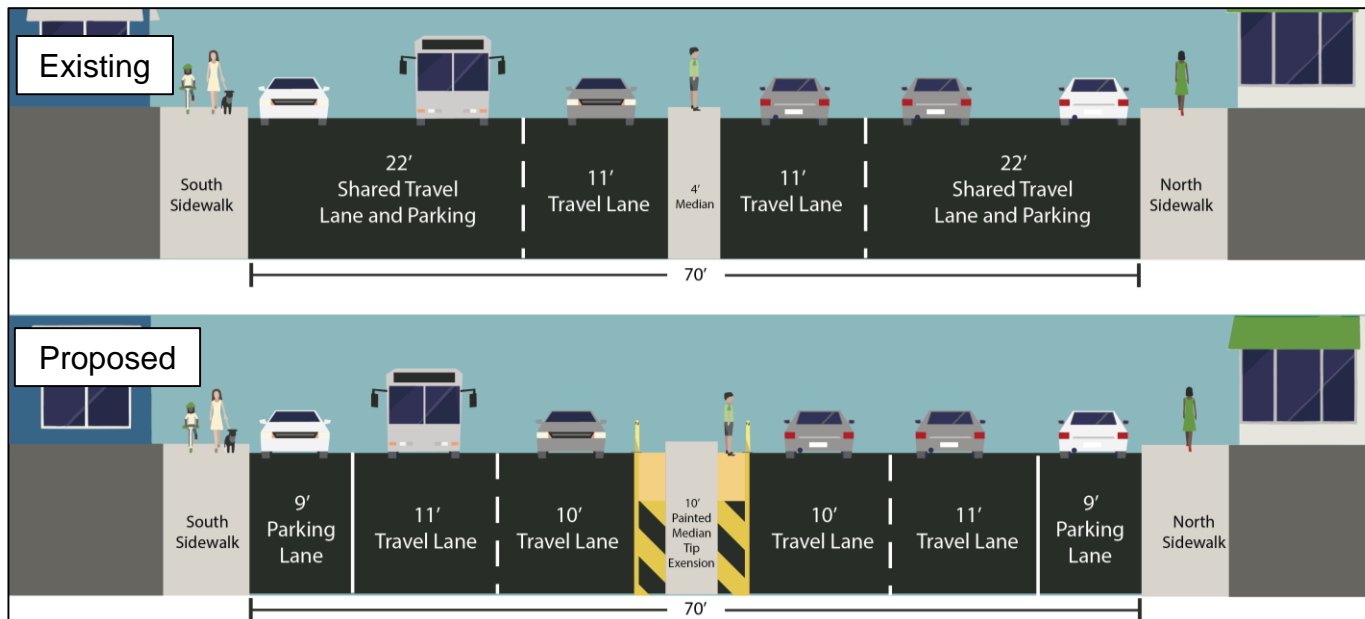 Existing
South
Sidewalk
22'
Shared Travel
Lane and Parking
11'
Travel Lane
4'
Median
11'
Travel Lane
22'
Shared Travel
Lane and Parking
North
Sidewalk
70'
Proposed
South
Sidewalk
9'
Parking
Lane
11'
Travel Lane
10'
Travel Lane
10'
Painted
Median
Tip
Exension
10'
Travel Lane
11'
Travel Lane
9'
Parking
Lane
North
Sidewalk
70'